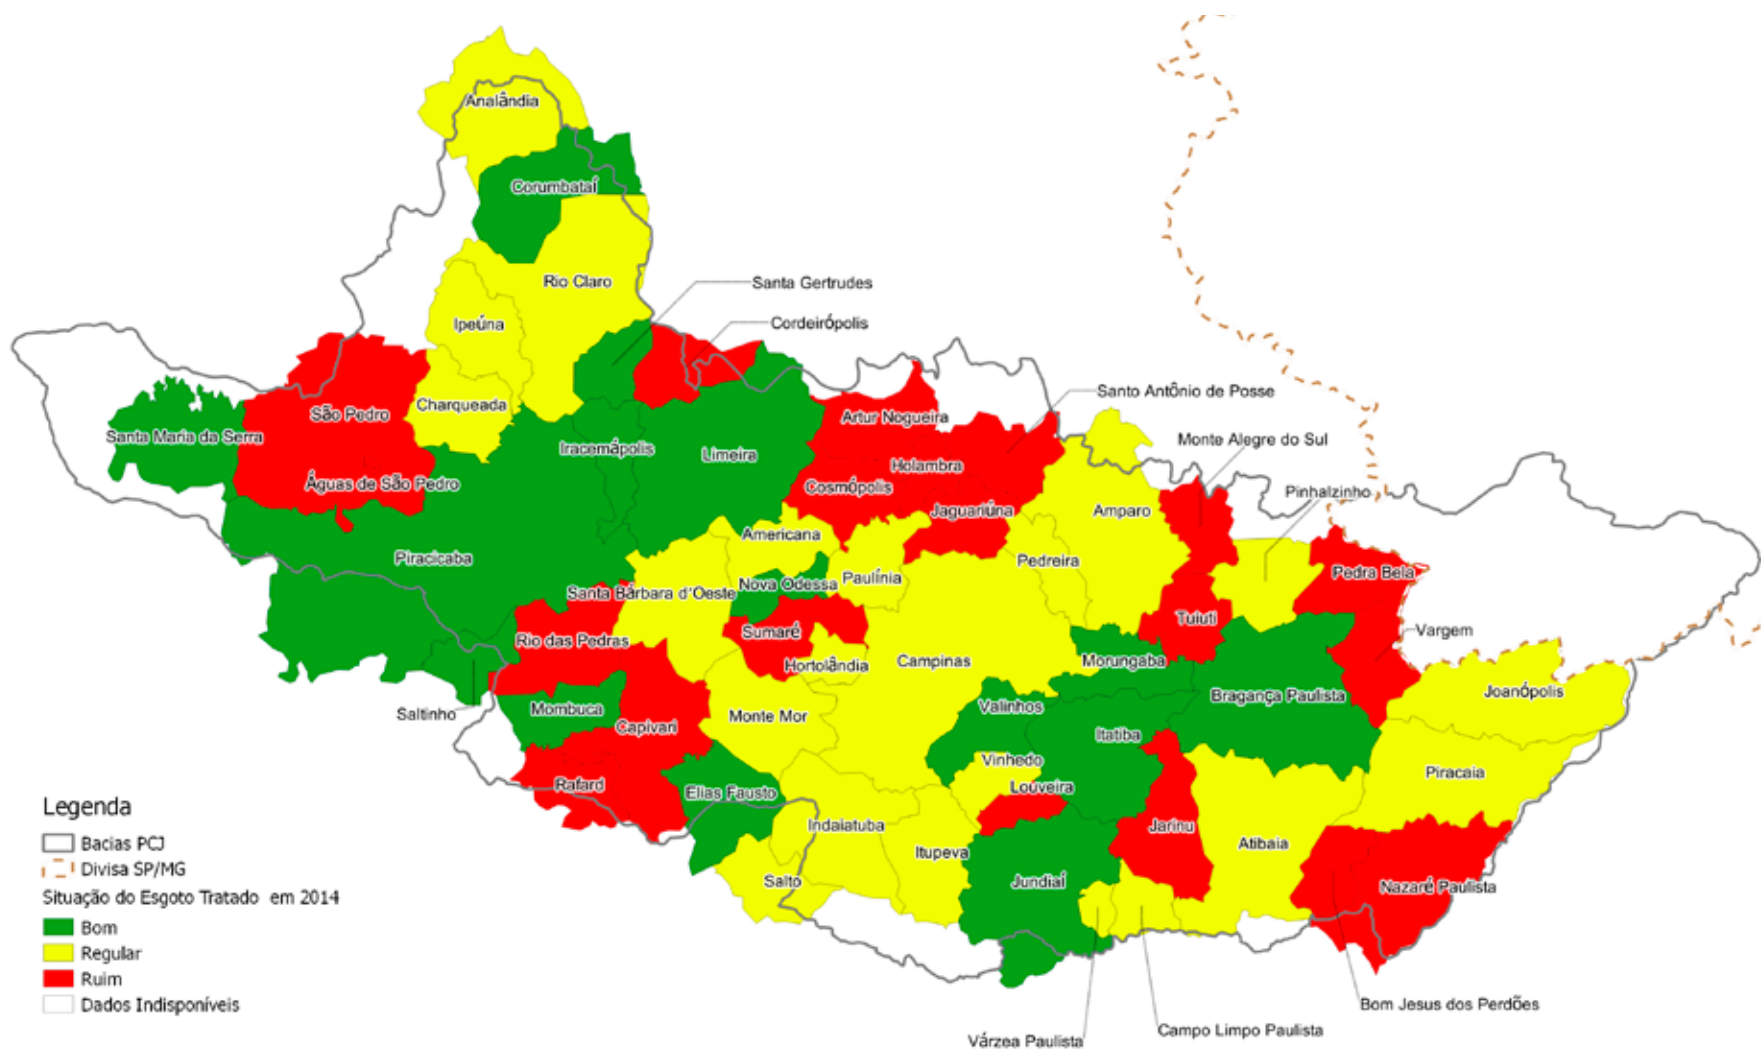 Analândia
Corumbataí
Rio Claro
Santa Gertrudes
Ipeúna
Cordeirópolis
Santo Antônio de Posse
Charqueada
São Pedro
Artur Nogueira
Santa Maria da Serra
Monte Alegre do Sul
Iracemápolis
Limeira
Holambra
Águas de São Pedro
Cosmópolis
Pinhalzinho
Jaguariúna
Amparo
Americana
Piracicaba
Pedreira
Pedra Bela
Nova Odessa
Paulínia
Santa Bárbara d'Oeste
Tuiuti
Vargem
Sumaré
Rio das Pedras
Hortolândia
Campinas
Morungaba
Joanópolis
Bragança Paulista
Valinhos
Mombuca
Saltinho
Monte Mor
Capivari
Itatiba
Vinhedo
Piracaia
Rafard
Louveira
Elias Fausto
Indaiatuba
Jarinu
Atibaia
Itupeva
Salto
Jundiaí
Nazaré Paulista
Bom Jesus dos Perdões
Campo Limpo Paulista
Várzea Paulista
Legenda
Bacias PCJ
Divisa SP/MG
Situação do Esgoto Tratado em 2014
Bom
Regular
Ruim
Dados Indisponíveis